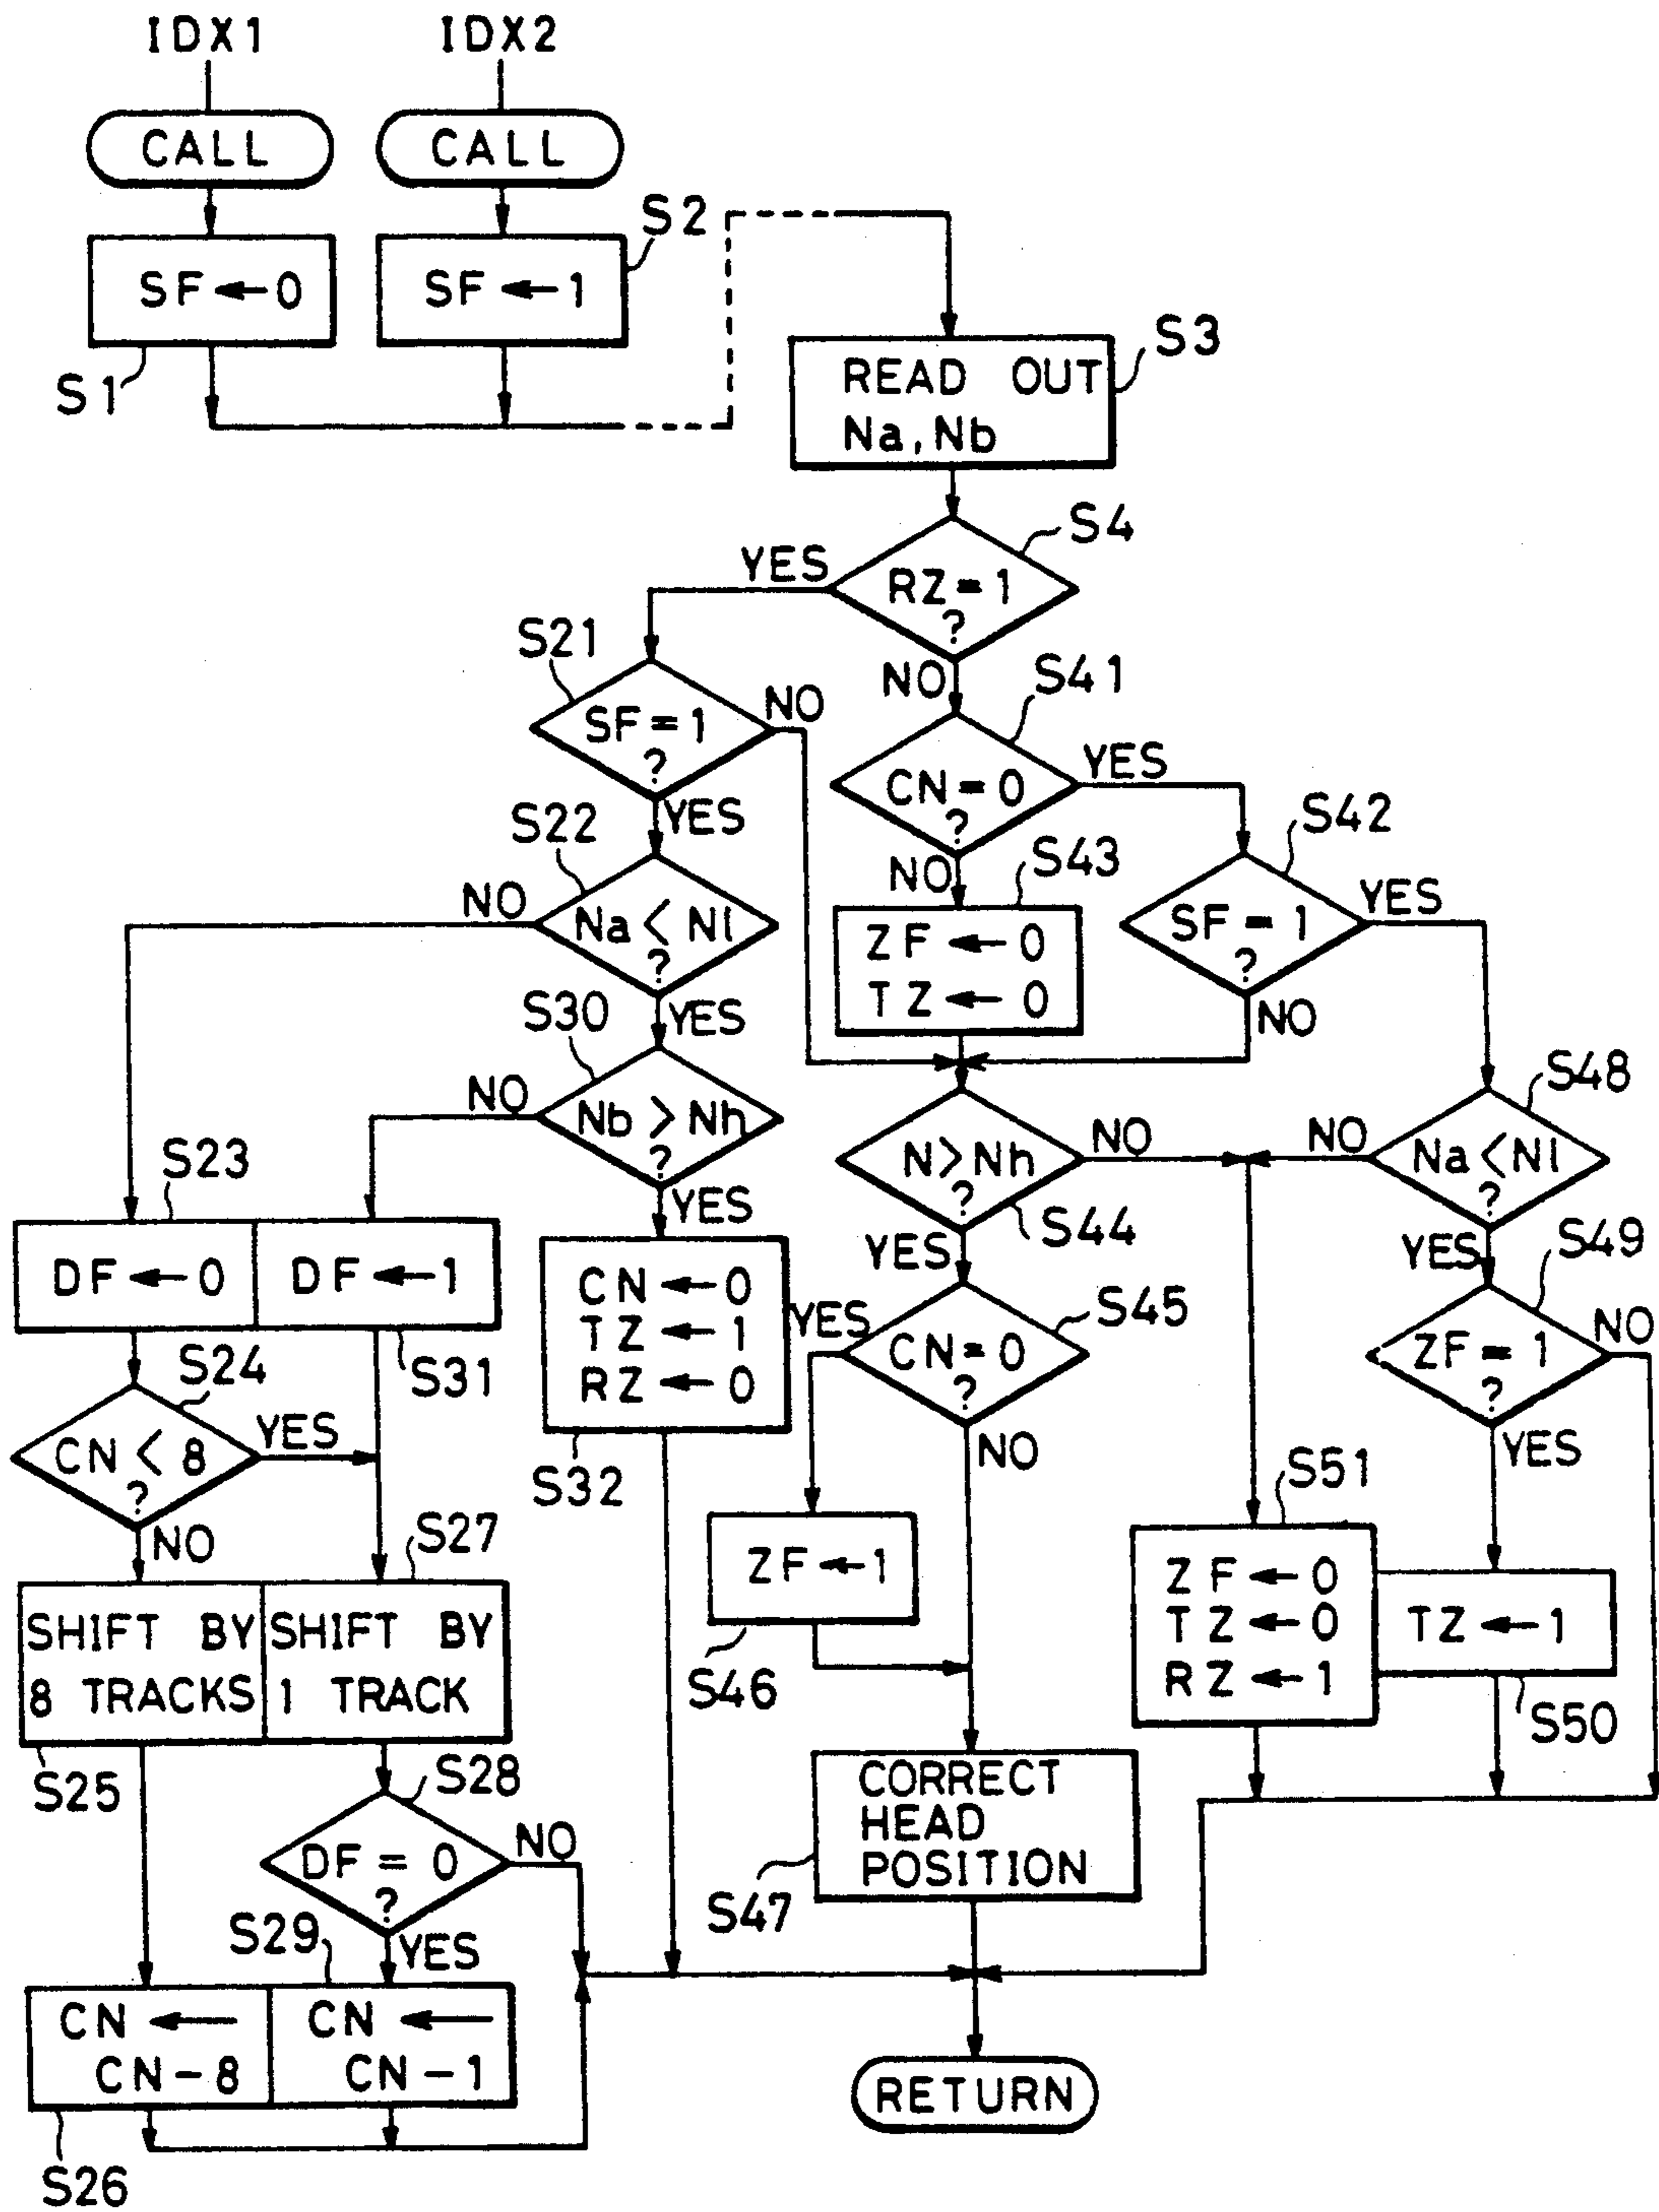 IDX1
IDX2
CALL
CALL
S2
SF ← 0
SF ← 1
S1
S3
READ OUT
Na, Nb
S4
YES
RZ = 1
?
NO
S21
SF = 1
?
NO
YES
S41
CN = 0
?
YES
NO
S22
Na < Nl
?
NO
YES
S43
ZF ← 0
TZ ← 0
S42
SF = 1
?
YES
NO
S30
Nb > Nh
?
NO
YES
S44
N > Nh
?
NO
YES
S48
Na < Nl
?
NO
YES
S23
DF ← 0
DF ← 1
S31
S32
CN ← 0
TZ ← 1
RZ ← 0
S45
CN = 0
?
YES
NO
S49
ZF = 1
?
NO
YES
S24
CN < 8
?
YES
NO
S46
ZF ← 1
S51
ZF ← 0
TZ ← 0
RZ ← 1
TZ ← 1
S50
S27
SHIFT BY
8 TRACKS
SHIFT BY
1 TRACK
S25
S28
DF = 0
?
NO
YES
S47
CORRECT
HEAD
POSITION
S29
CN ←
CN - 8
CN ←
CN - 1
S26
RETURN